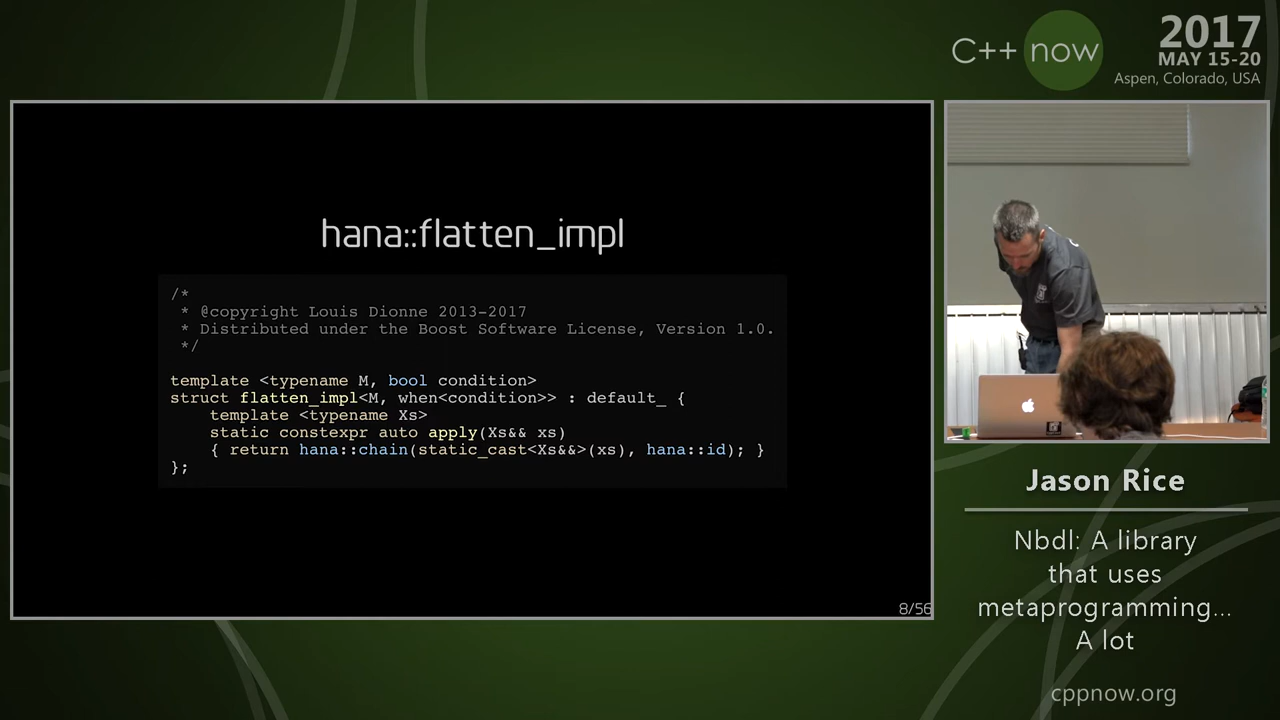 C++ now
2017
MAY 15-20
Aspen, Colorado, USA
hana::flatten_impl
/*
 * @copyright Louis Dionne 2013-2017
 * Distributed under the Boost Software License, Version 1.0.
 */
template <typename M, bool condition>
struct flatten_impl<M, when<condition>> : default_ {
    template <typename Xs>
    static constexpr auto apply(Xs&& xs)
    { return hana::chain(static_cast<Xs&&>(xs), hana::id); }
};
8/56
Jason Rice
Nbdl: A library
that uses
metaprogramming...
A lot
cppnow.org